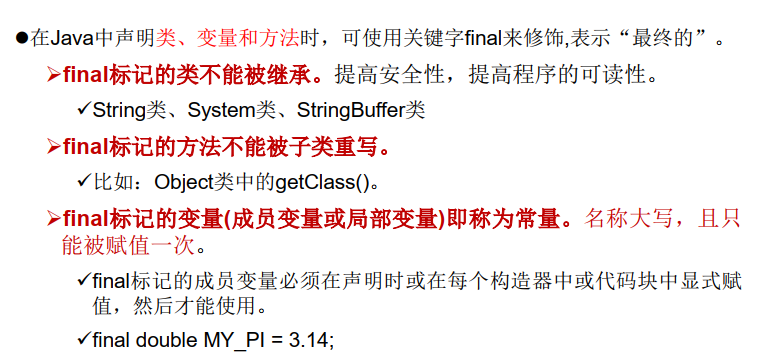 ●在Java中声明类、变量和方法时，可使用关键字final来修饰,表示“最终的”。
➢final标记的类不能被继承。提高安全性，提高程序的可读性。
✓String类、System类、StringBuffer类
➢final标记的方法不能被子类重写。
✓比如：Object类中的getClass()。
➢final标记的变量(成员变量或局部变量)即称为常量。名称大写，且只
能被赋值一次。
✓final标记的成员变量必须在声明时或在每个构造器中或代码块中显式赋
值，然后才能使用。
✓final double MY_PI = 3.14;